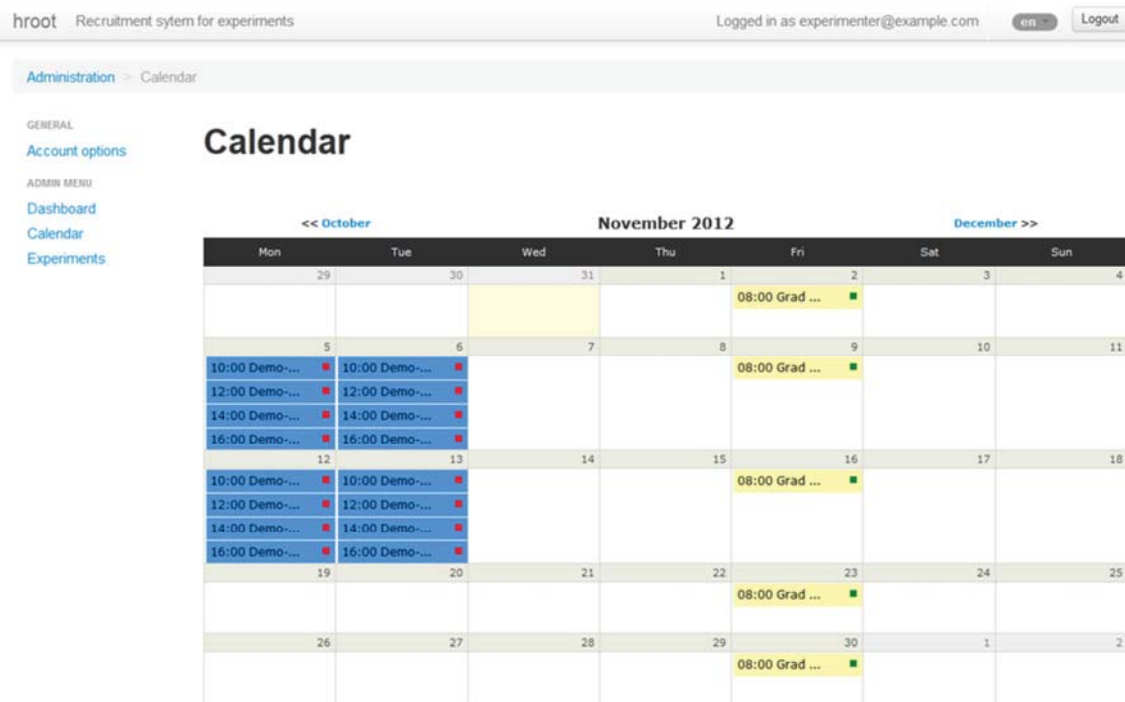 hroot Recruitment sytem for experiments Logged in as experimenter@example.com en Logout
Administration > Calendar
GENERAL
Account options
ADMIN MENU
Dashboard
Calendar
Experiments
Calendar
<< October November 2012 December >>
Mon Tue Wed Thu Fri Sat Sun
29 30 31 1 2 3 4
08:00 Grad ...
5 6 7 8 9 10 11
10:00 Demo-... 10:00 Demo-... 08:00 Grad ...
12:00 Demo-... 12:00 Demo-...
14:00 Demo-... 14:00 Demo-...
16:00 Demo-... 16:00 Demo-...
12 13 14 15 16 17 18
10:00 Demo-... 10:00 Demo-... 08:00 Grad ...
12:00 Demo-... 12:00 Demo-...
14:00 Demo-... 14:00 Demo-...
16:00 Demo-... 16:00 Demo-...
19 20 21 22 23 24 25
08:00 Grad ...
26 27 28 29 30 1 2
08:00 Grad ...